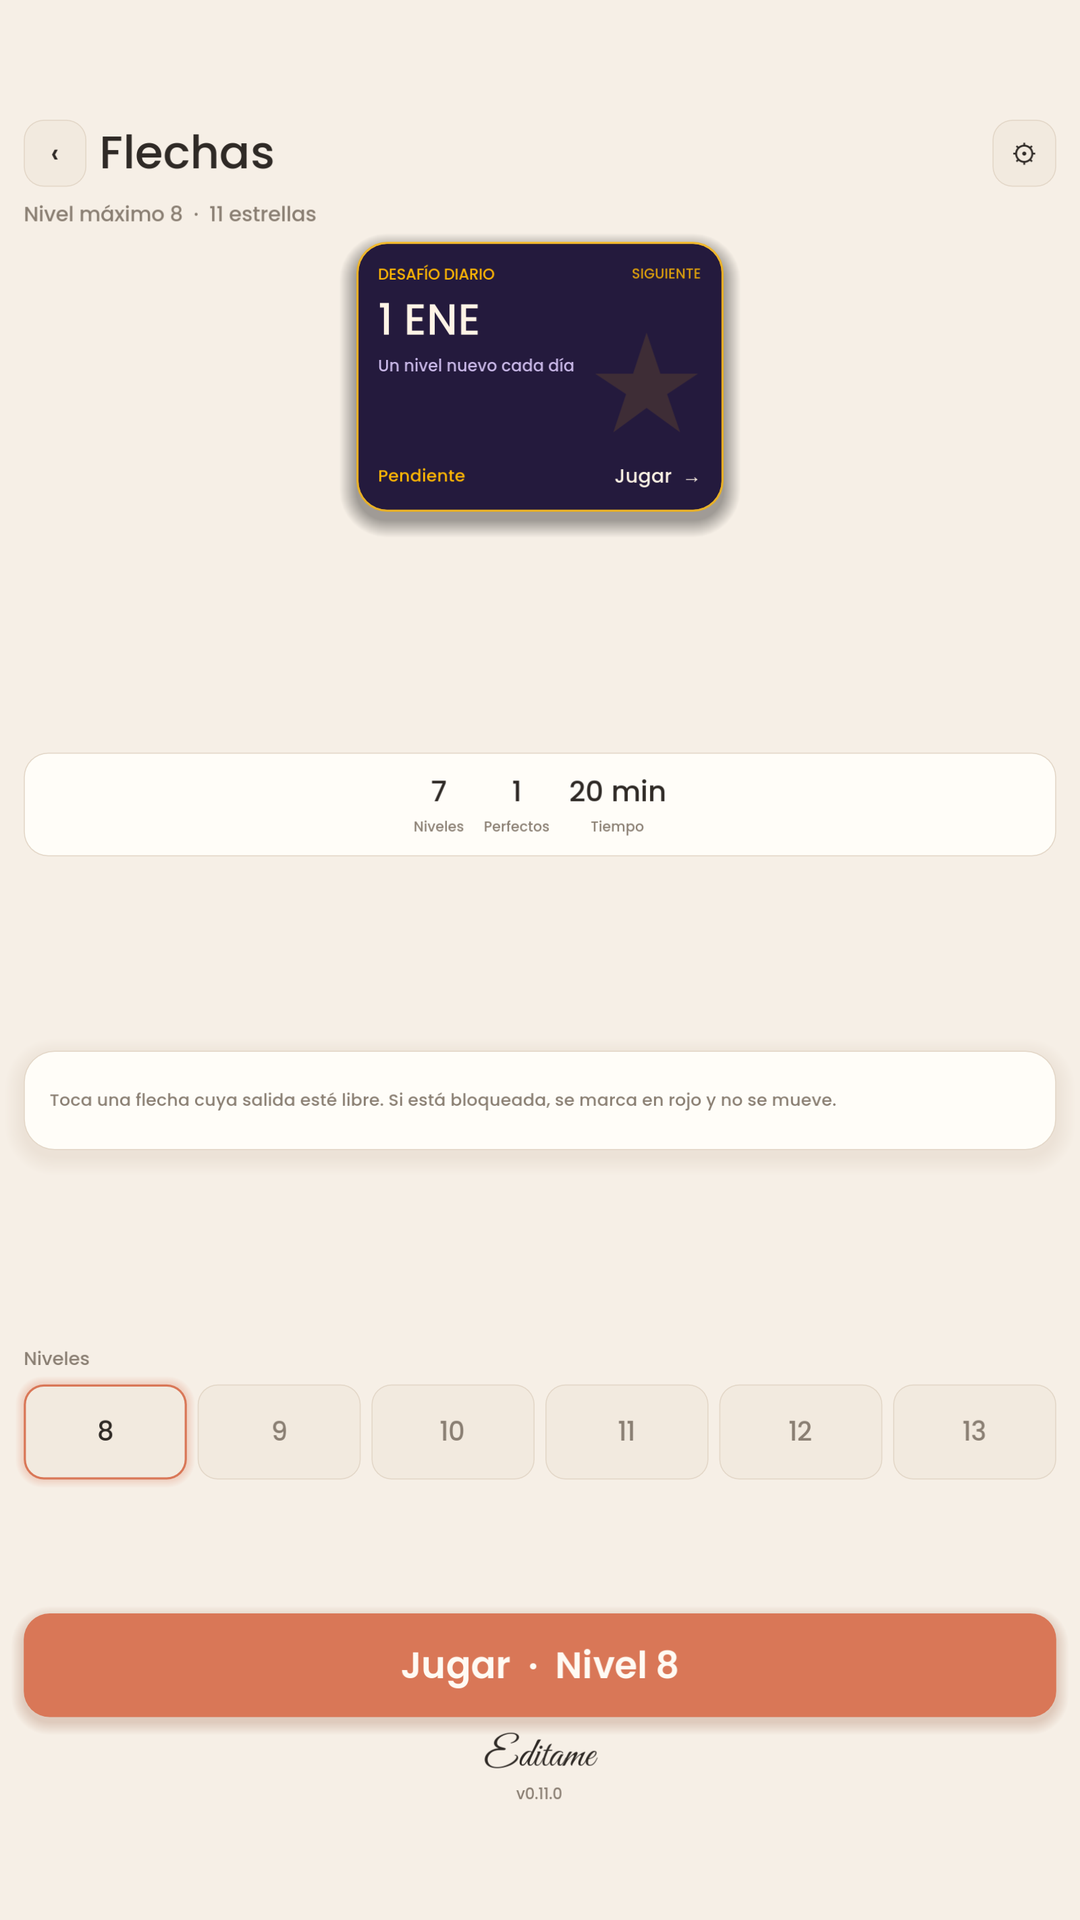 ‹ Flechas
Nivel máximo 8 · 11 estrellas
DESAFÍO DIARIO SIGUIENTE
1 ENE
Un nivel nuevo cada día
Pendiente Jugar →
7 1 20 min
Niveles Perfectos Tiempo
Toca una flecha cuya salida esté libre. Si está bloqueada, se marca en rojo y no se mueve.
Niveles
8 9 10 11 12 13
Jugar · Nivel 8
Editame
v0.11.0